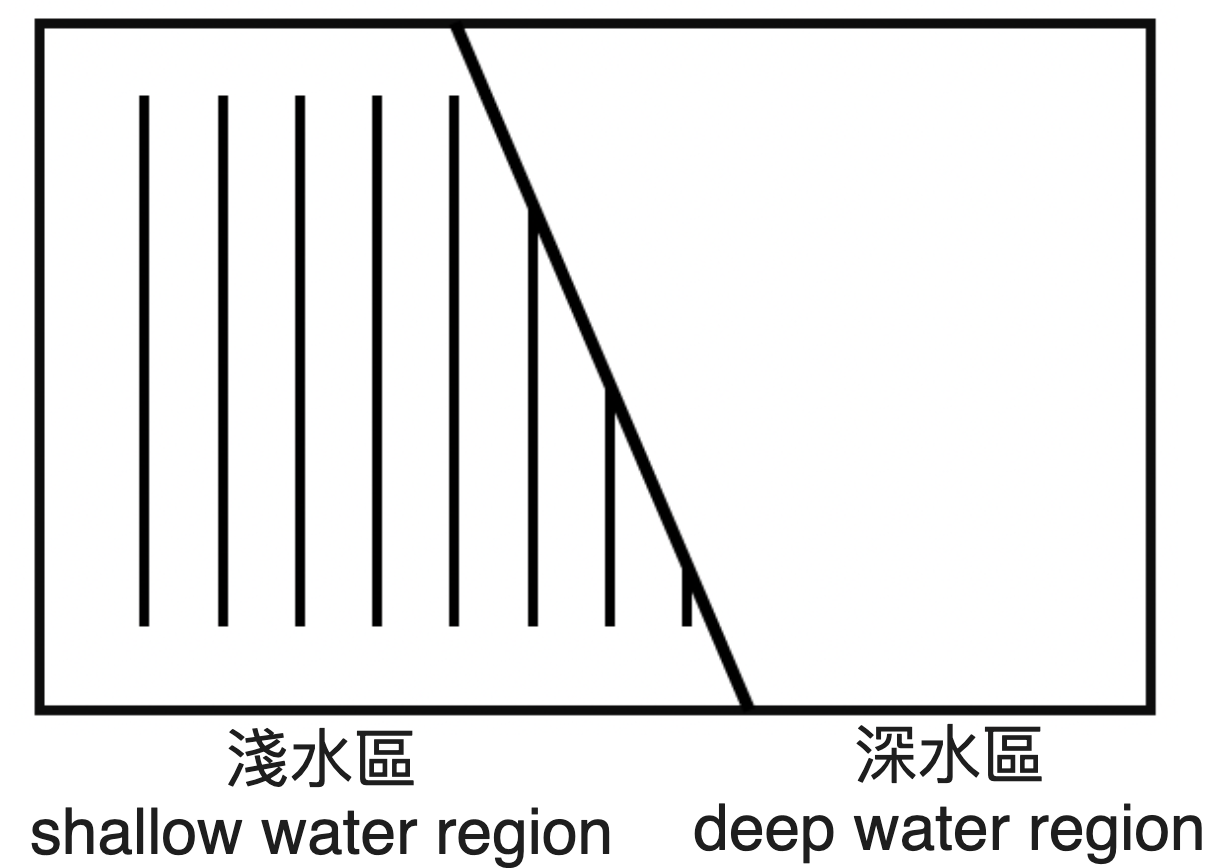 淺水區
shallow water region
深水區
deep water region